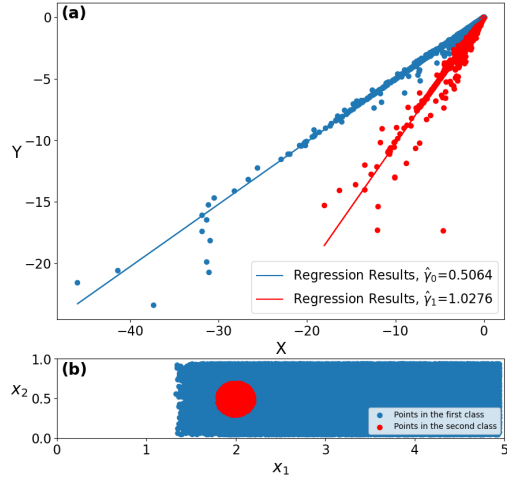 (a)
0
−5
−10
−15
−20
Y
Regression Results, γ̂₀=0.5064
Regression Results, γ̂₁=1.0276
−40 −30 −20 −10 0
X
(b)
1.0
0.5
0.0
x₂
Points in the first class
Points in the second class
0 1 2 3 4 5
x₁